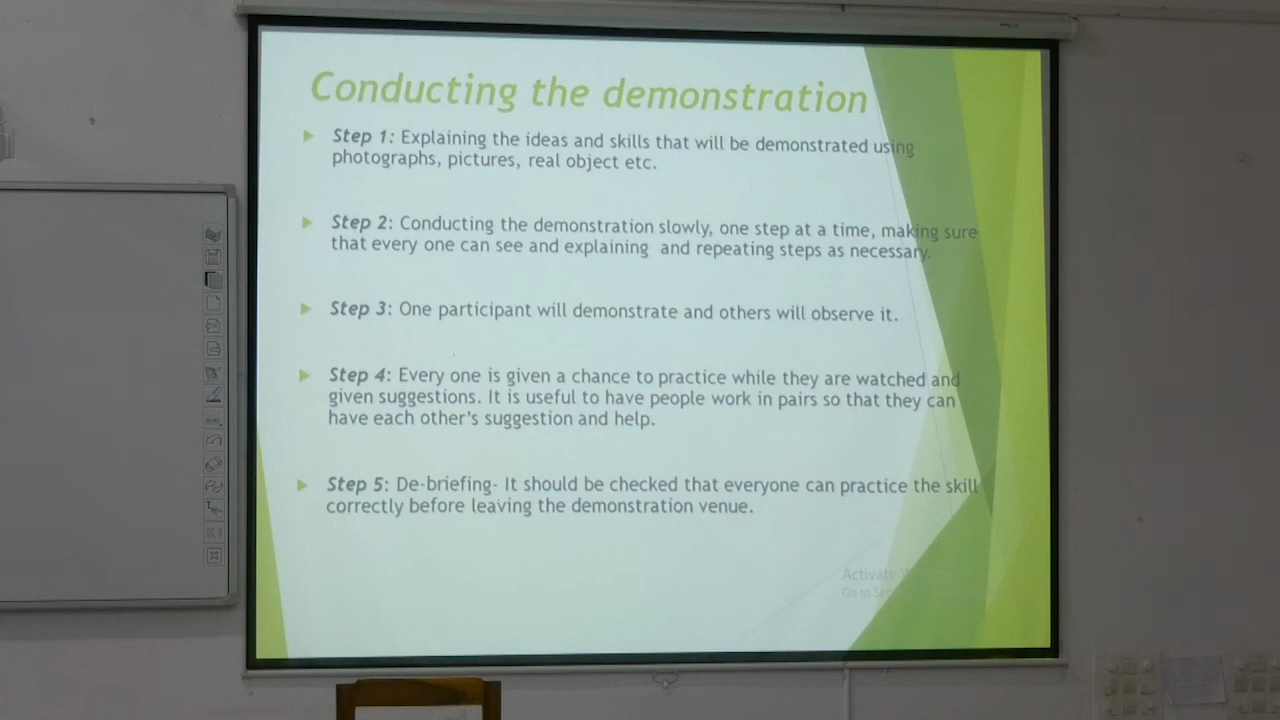 Conducting the demonstration
Step 1: Explaining the ideas and skills that will be demonstrated using
photographs, pictures, real object etc.
Step 2: Conducting the demonstration slowly, one step at a time, making sure
that every one can see and explaining and repeating steps as necessary.
Step 3: One participant will demonstrate and others will observe it.
Step 4: Every one is given a chance to practice while they are watched and
given suggestions. It is useful to have people work in pairs so that they can
have each other's suggestion and help.
Step 5: De-briefing- It should be checked that everyone can practice the skill
correctly before leaving the demonstration venue.
Activate
Go to